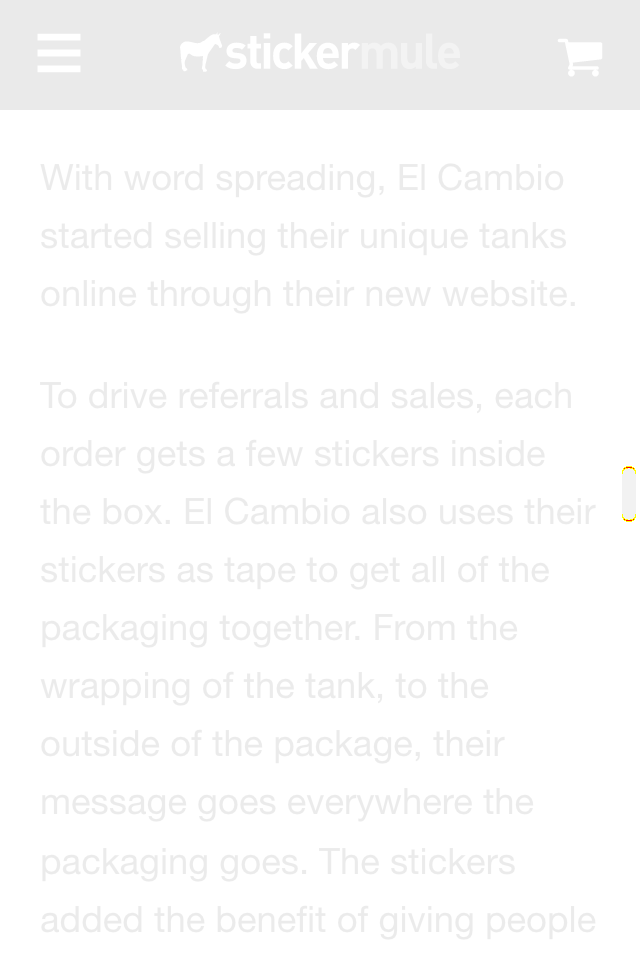 stickermule
With word spreading, El Cambio
started selling their unique tanks
online through their new website.
To drive referrals and sales, each
order gets a few stickers inside
the box. El Cambio also uses their
stickers as tape to get all of the
packaging together. From the
wrapping of the tank, to the
outside of the package, their
message goes everywhere the
packaging goes. The stickers
added the benefit of giving people